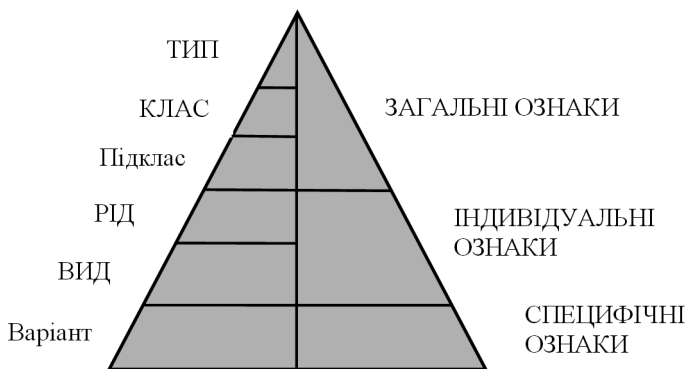 ТИП
КЛАС
ЗАГАЛЬНІ ОЗНАКИ
Підклас
РІД
ІНДИВІДУАЛЬНІ
ОЗНАКИ
ВИД
Варіант
СПЕЦИФІЧНІ
ОЗНАКИ